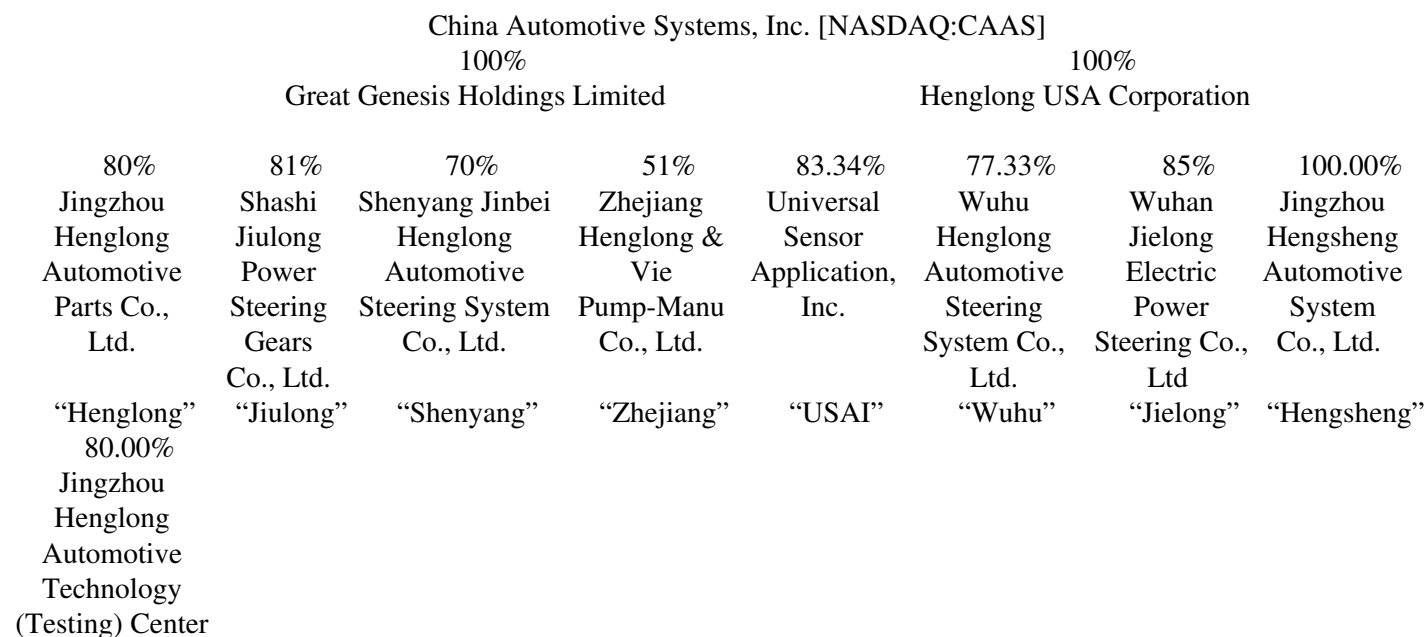 China Automotive Systems, Inc. [NASDAQ:CAAS]
100% 100%
Great Genesis Holdings Limited Henglong USA Corporation
80% 81% 70% 51% 83.34% 77.33% 85% 100.00%
Jingzhou Shashi Shenyang Jinbei Zhejiang Universal Wuhu Wuhan Jingzhou
Henglong Jiulong Henglong Henglong & Sensor Henglong Jielong Hengsheng
Automotive Power Automotive Vie Application, Automotive Electric Automotive
Parts Co., Steering Steering System Pump-Manu Inc. Steering Power System
Ltd. Gears Co., Ltd. Co., Ltd. System Co., Steering Co., Co., Ltd.
Co., Ltd. Ltd. Ltd
“Henglong” “Jiulong” “Shenyang” “Zhejiang” “USAI” “Wuhu” “Jielong” “Hengsheng”
80.00%
Jingzhou
Henglong
Automotive
Technology
(Testing) Center